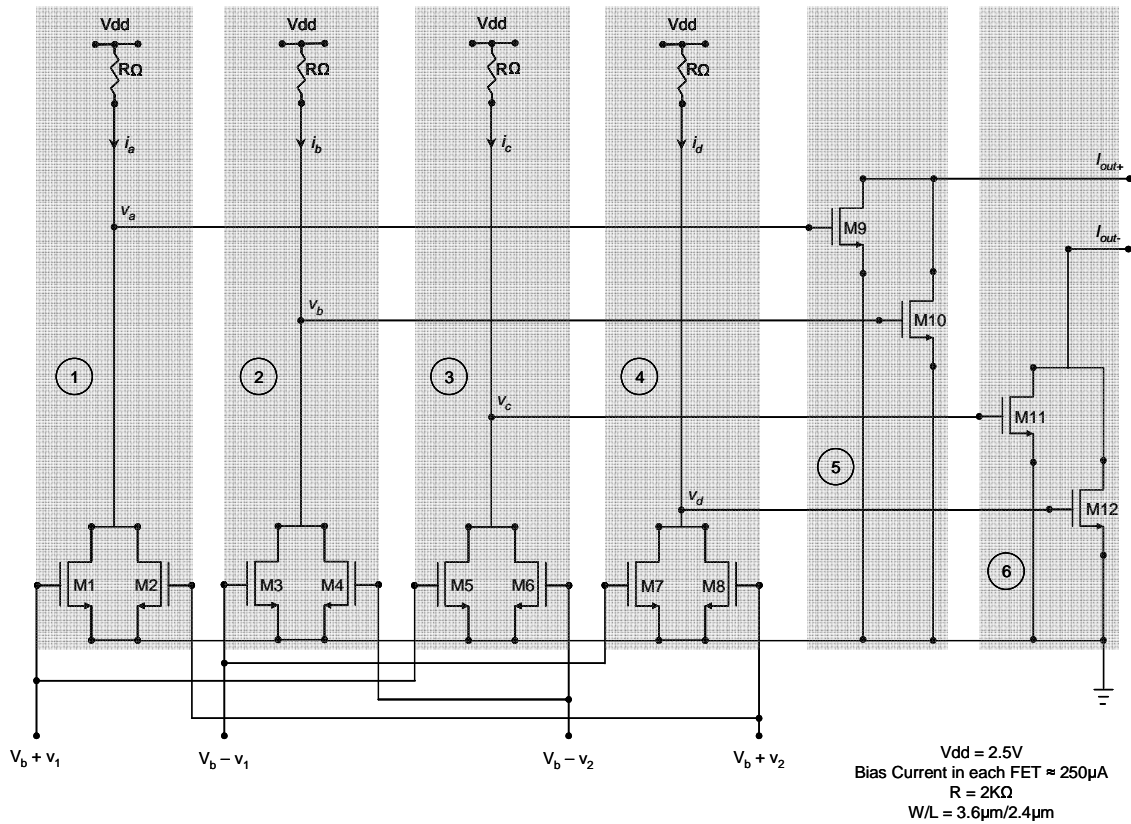 Vdd Vdd Vdd Vdd
RΩ RΩ RΩ RΩ
i_a i_b i_c i_d
I_out+
v_a
M9
I_out-
v_b
M10
1 2 3 4
v_c
M11
5
v_d
M12
6
M1 M2 M3 M4 M5 M6 M7 M8
V_b + v_1 V_b – v_1 V_b – v_2 V_b + v_2
Vdd = 2.5V
Bias Current in each FET ≈ 250µA
R = 2KΩ
W/L = 3.6µm/2.4µm